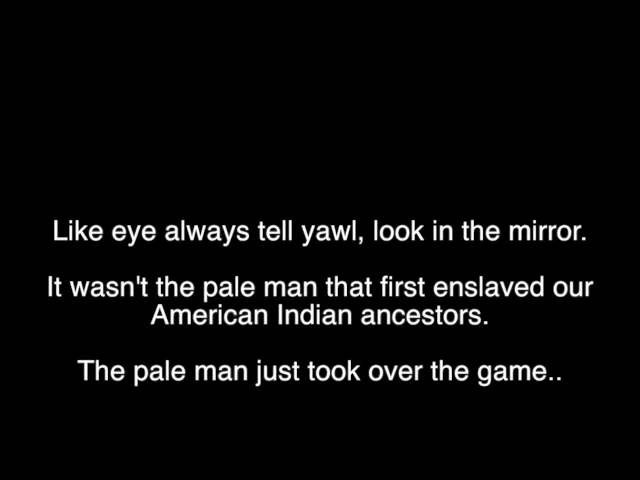 Like eye always tell yawl, look in the mirror.
It wasn't the pale man that first enslaved our
American Indian ancestors.
The pale man just took over the game..